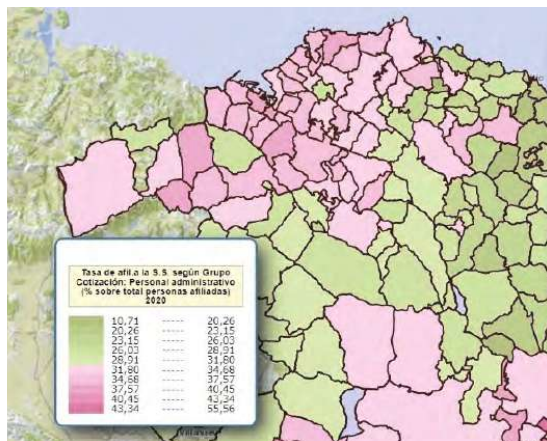 Tasa de afil.a la S.S. según Grupo
Cotización: Personal administrativo
(% sobre total personas afiliadas)
2020
10,71 ----- 20,26
20,26 ----- 23,15
23,15 ----- 26,03
26,03 ----- 28,91
28,91 ----- 31,80
31,80 ----- 34,68
34,68 ----- 37,57
37,57 ----- 40,45
40,45 ----- 43,34
43,34 ----- 55,56